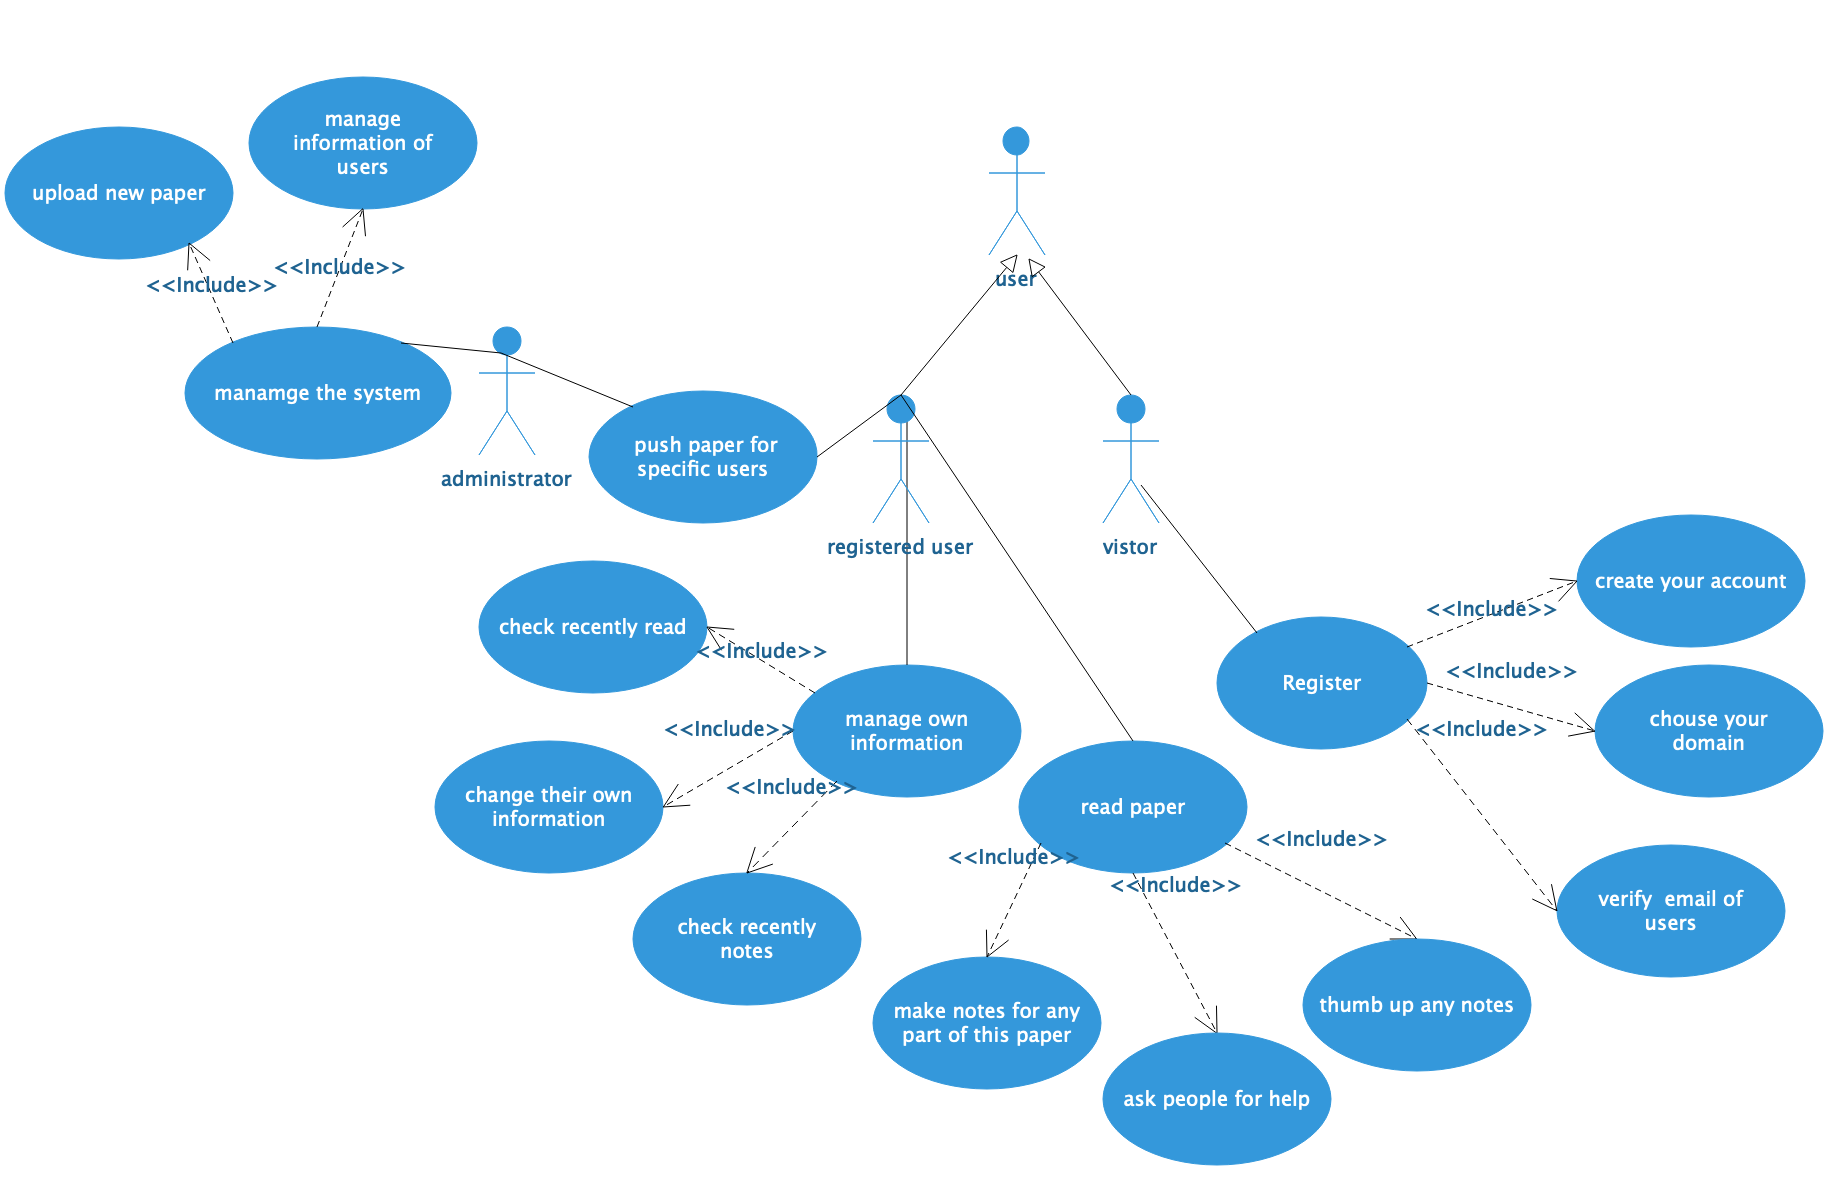 manage
information of
users
upload new paper
<<Include>>
<<Include>>
user
manamge the system
administrator
push paper for
specific users
registered user
vistor
create your account
<<Include>>
check recently read
<<Include>>
<<Include>>
Register
manage own
information
chouse your
domain
<<Include>>
<<Include>>
change their own
information
<<Include>>
read paper
<<Include>>
<<Include>>
<<Include>>
verify  email of
users
check recently
notes
make notes for any
part of this paper
thumb up any notes
ask people for help